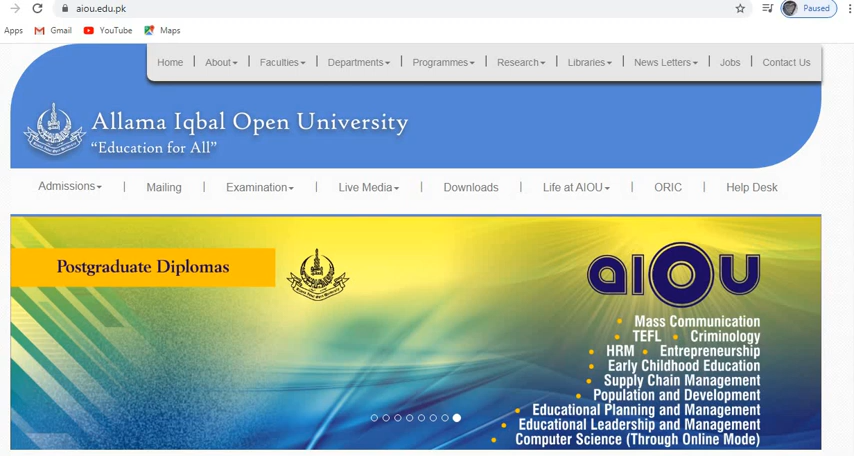 aiou.edu.pk
Paused
Apps Gmail YouTube Maps
Home | About | Faculties | Departments | Programmes | Research | Libraries | News Letters | Jobs | Contact Us
Allama Iqbal Open University
“Education for All”
Admissions | Mailing | Examination | Live Media | Downloads | Life at AIOU | ORIC | Help Desk
Postgraduate Diplomas
aiou
• Mass Communication
• TEFL • Criminology
• HRM • Entrepreneurship
• Early Childhood Education
• Supply Chain Management
• Population and Development
• Educational Planning and Management
• Educational Leadership and Management
• Computer Science (Through Online Mode)